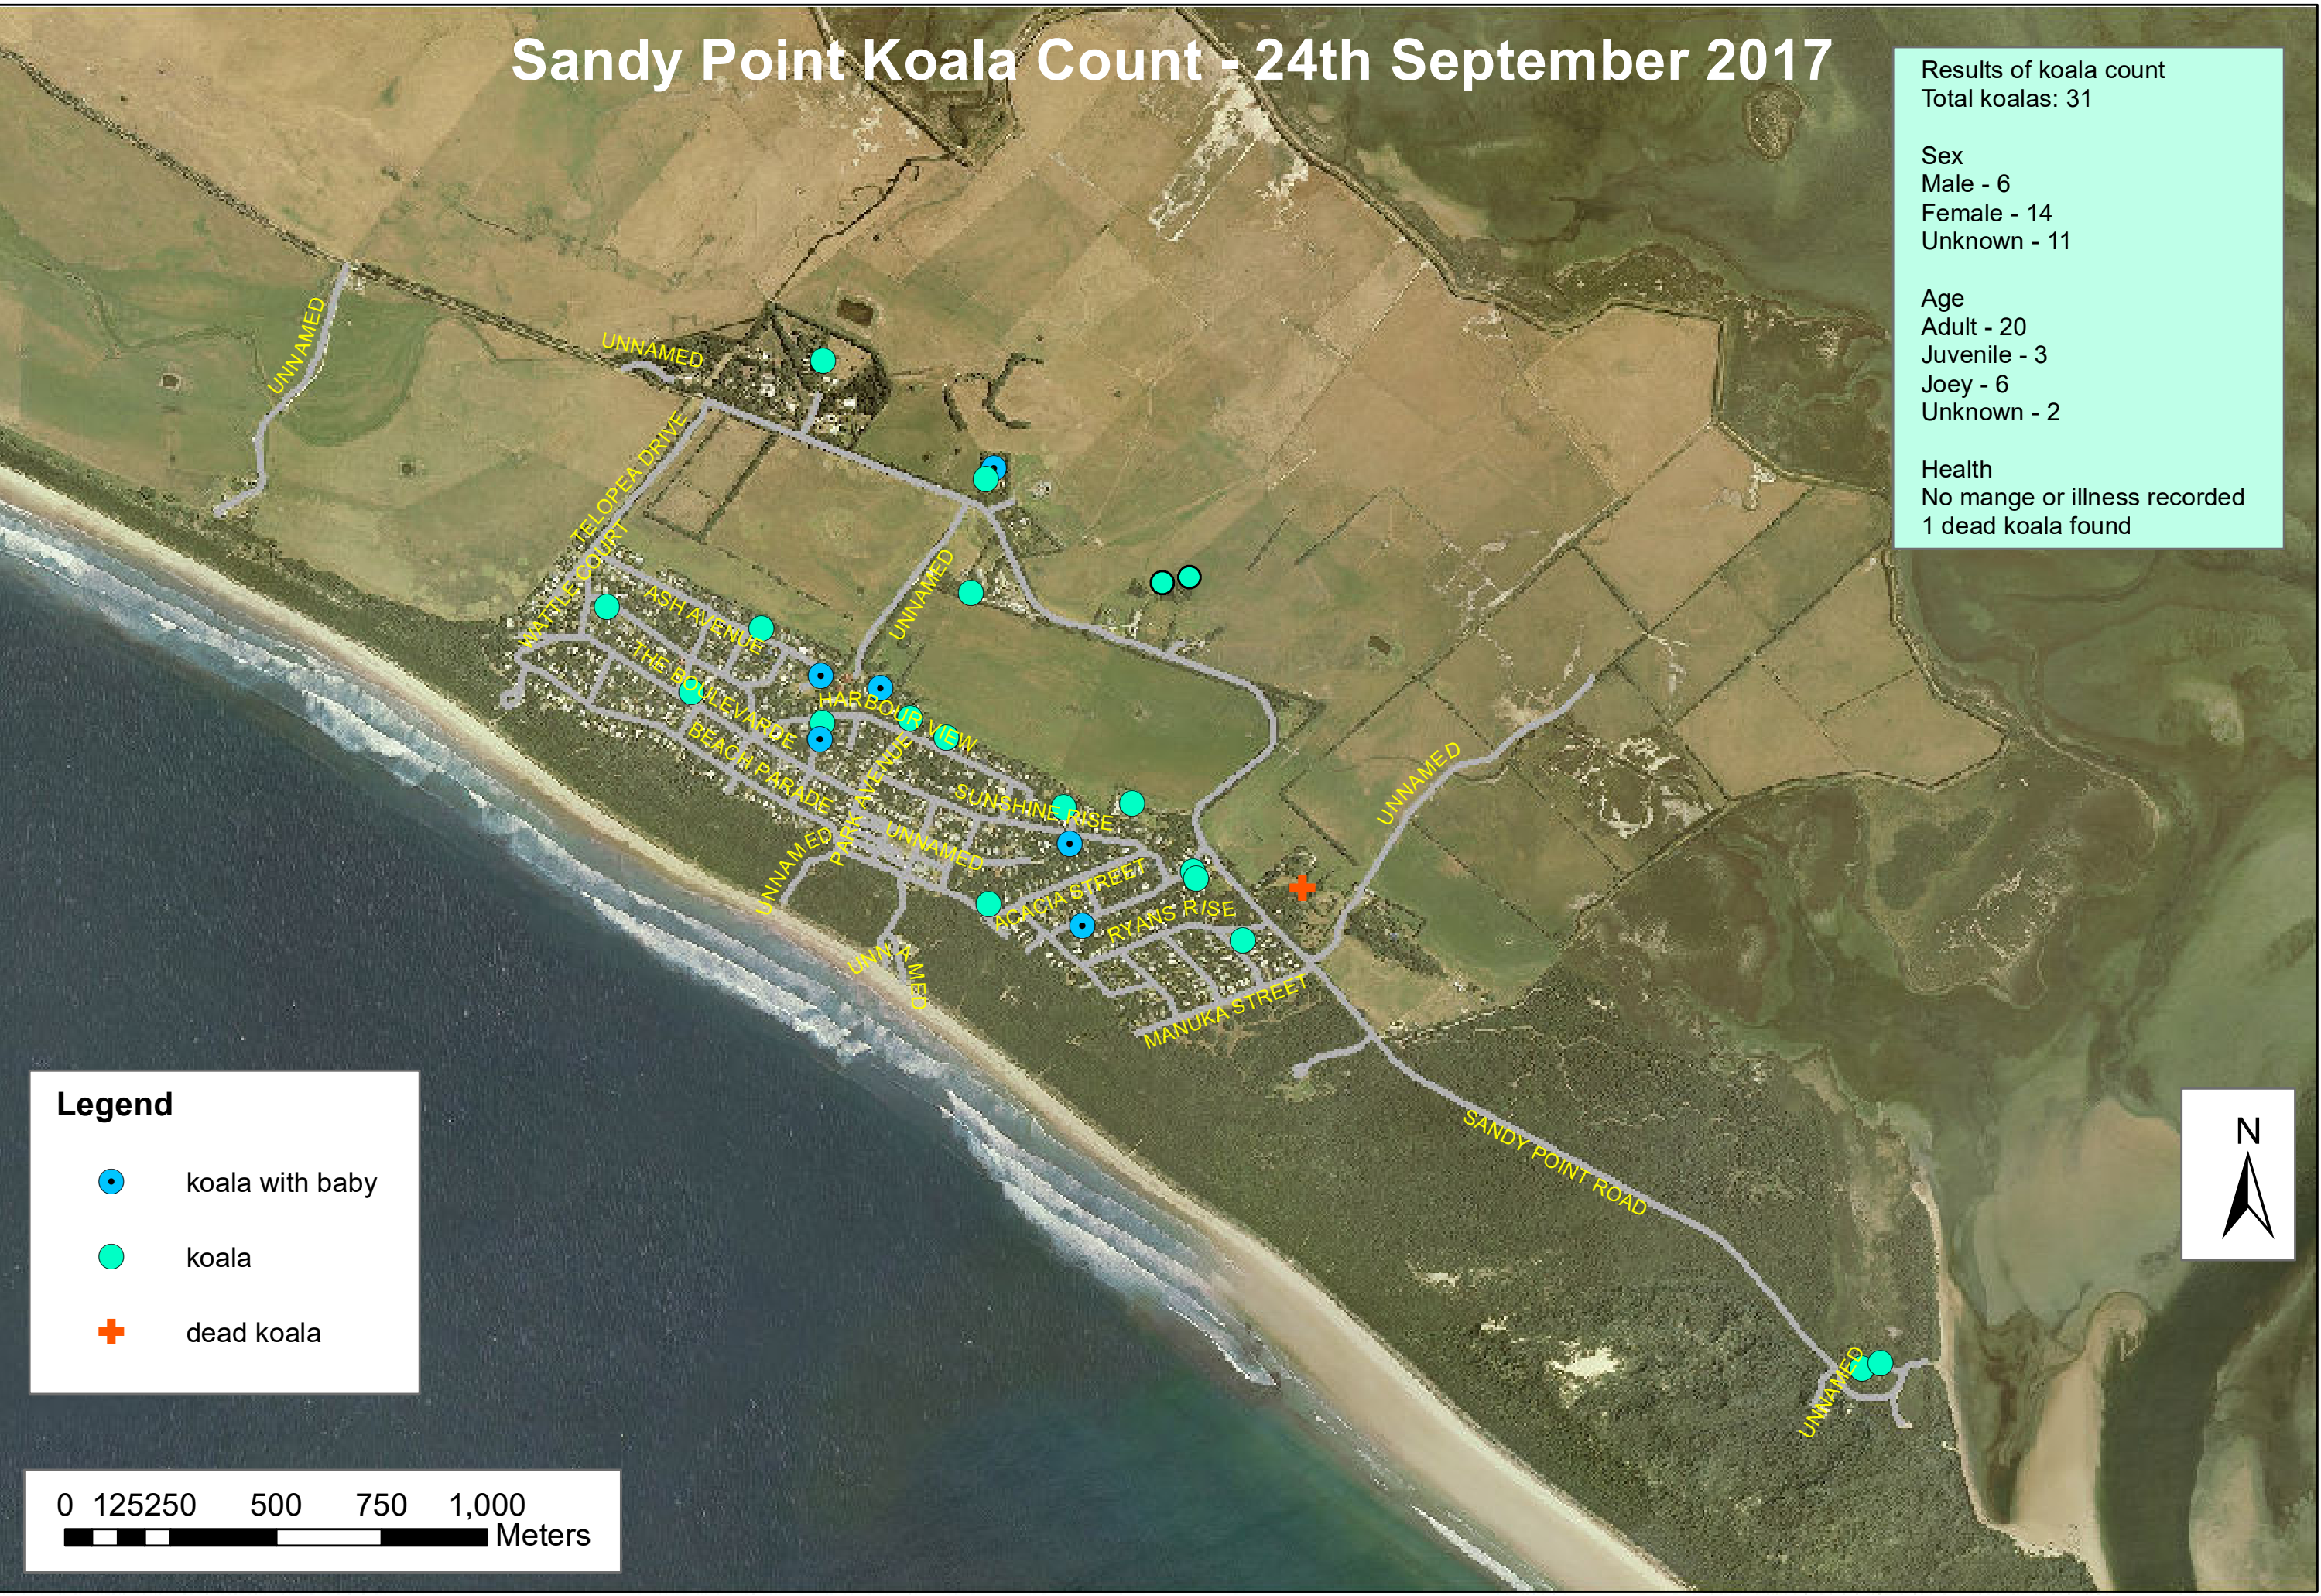 Sandy Point Koala Count - 24th September 2017
Results of koala count
Total koalas: 31
Sex
Male - 6
Female - 14
Unknown - 11
Age
Adult - 20
Juvenile - 3
Joey - 6
Unknown - 2
Health
No mange or illness recorded
1 dead koala found
UNNAMED
UNNAMED
TELOPEA DRIVE
WATTLE COURT
ASH AVENUE
UNNAMED
THE BOULEVARDE
HARBOUR VIEW
BEACH PARADE
PARK AVENUE
SUNSHINE RISE
UNNAMED
UNNAMED
UNNAMED
ACACIA STREET
RYANS RISE
UNNAMED
MANUKA STREET
SANDY POINT ROAD
UNNAMED
Legend
koala with baby
koala
dead koala
0 125250 500 750 1,000
Meters
N